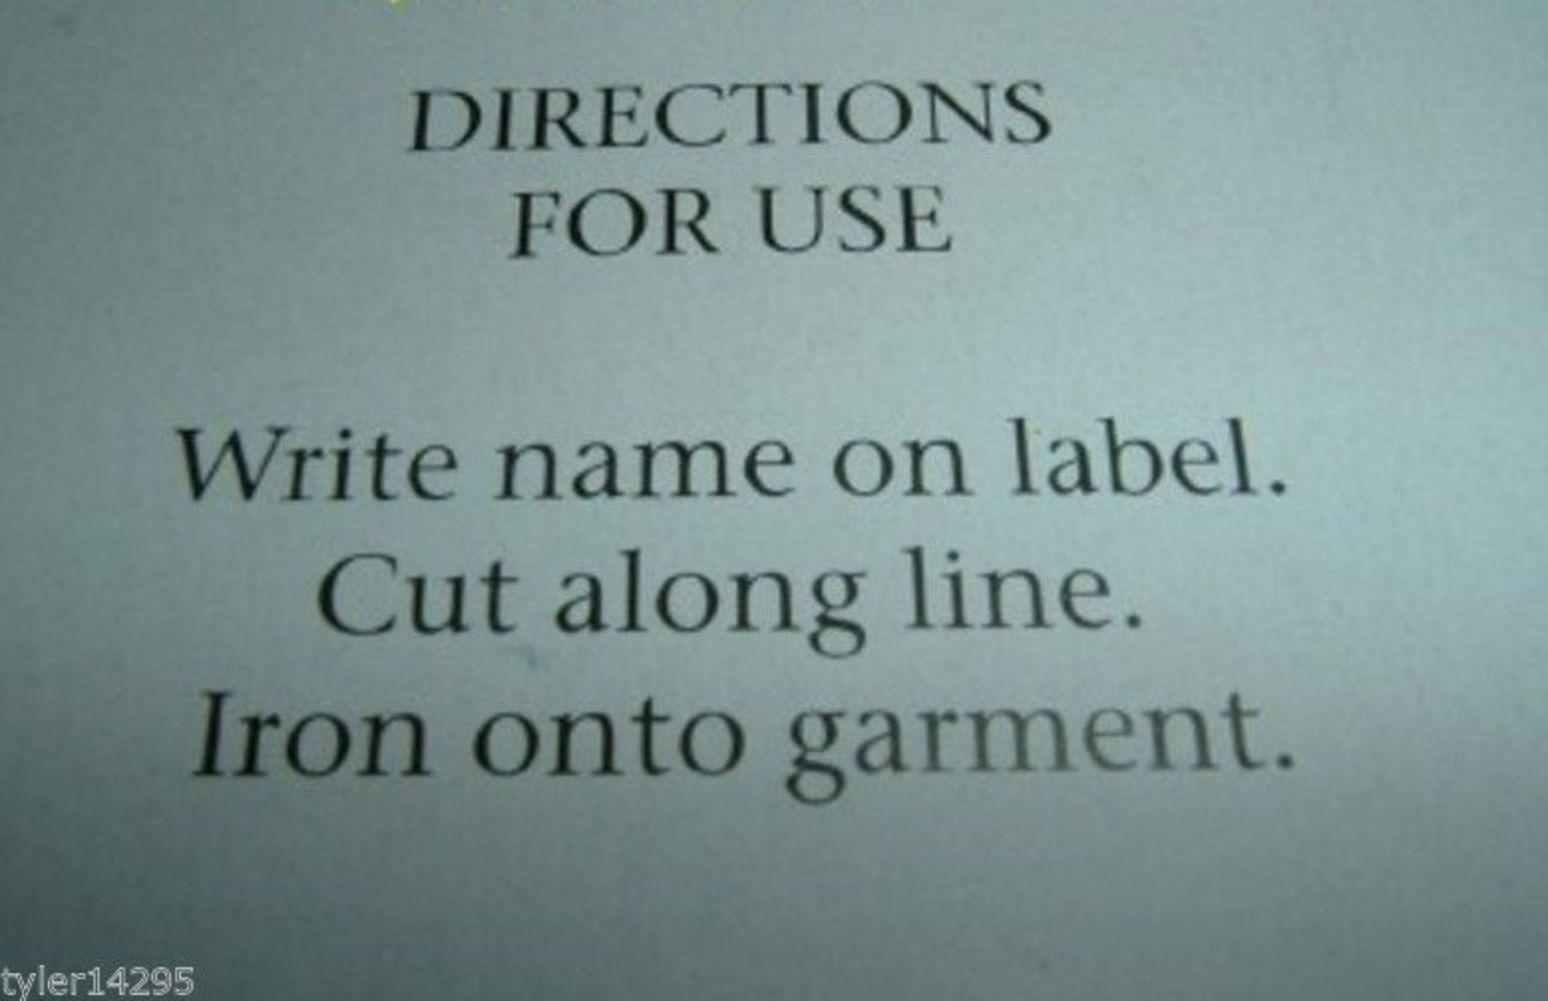 DIRECTIONS
FOR USE
Write name on label.
Cut along line.
Iron onto garment.
tyler14295